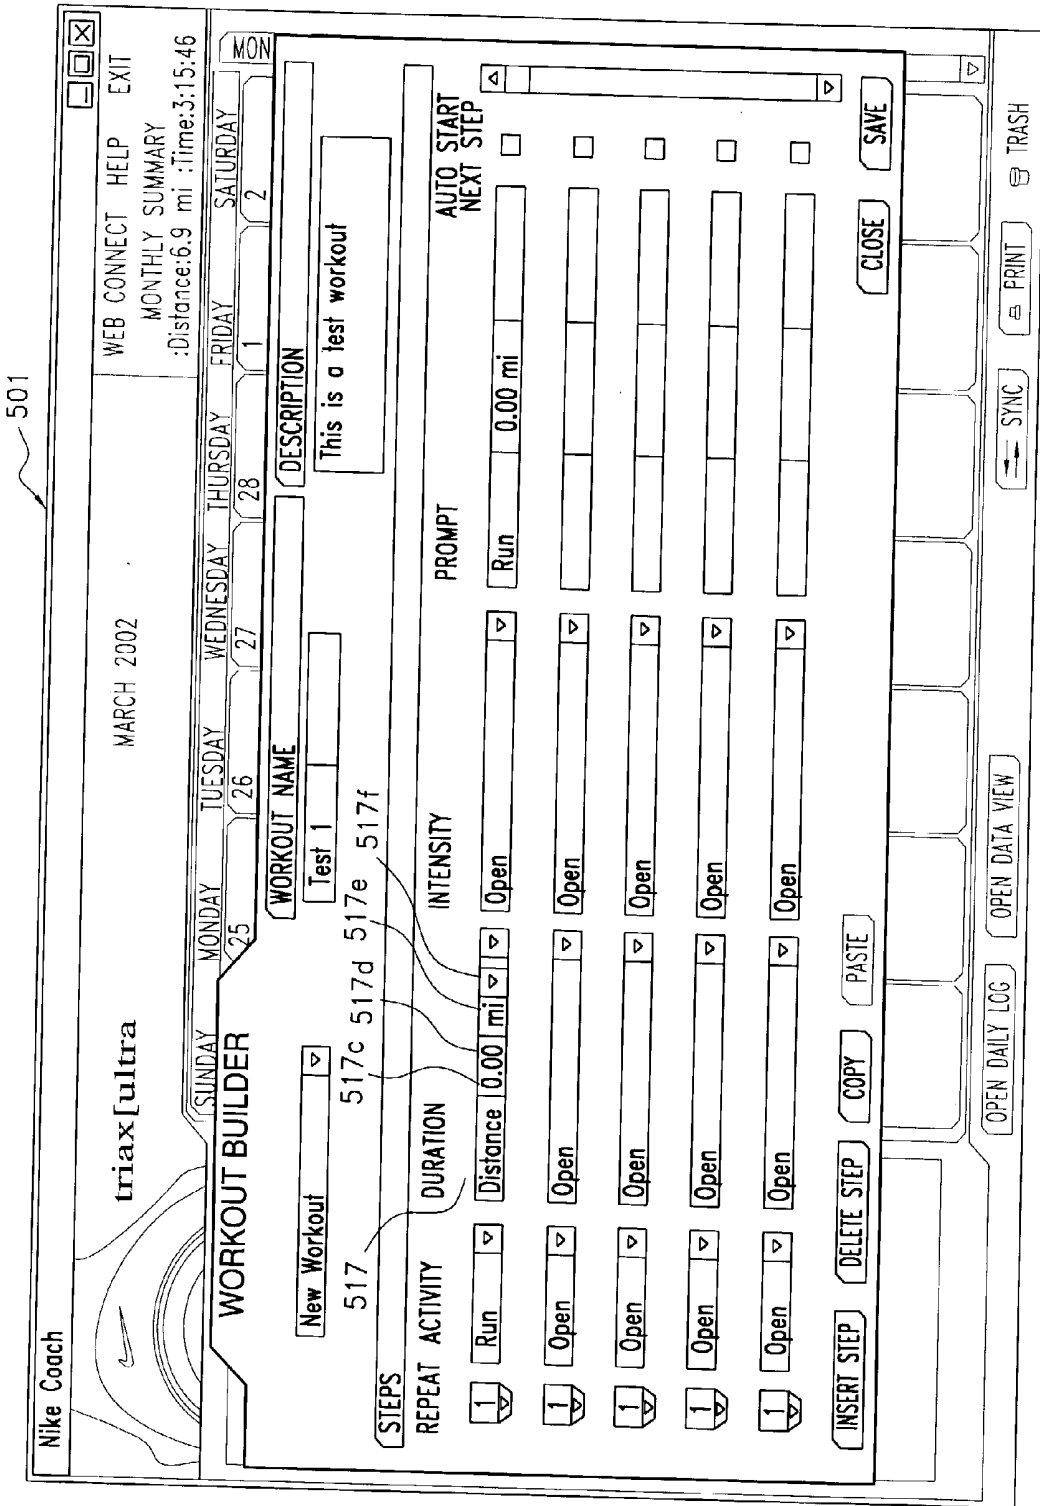 501
Nike Coach
triax[ultra
MARCH 2002
WEB CONNECT HELP EXIT
MONTHLY SUMMARY
:Distance:6.9 mi :Time:3:15:46
SUNDAY MONDAY TUESDAY WEDNESDAY THURSDAY FRIDAY SATURDAY
25 26 27 28 1 2 MON
WORKOUT BUILDER
WORKOUT NAME DESCRIPTION
New Workout Test 1 This is a test workout
517 517c 517d 517e 517f
STEPS
REPEAT ACTIVITY DURATION INTENSITY PROMPT AUTO START NEXT STEP
1 Run Distance 0.00 mi Open Run 0.00 mi
1 Open Open Open
1 Open Open Open
1 Open Open Open
1 Open Open Open
INSERT STEP DELETE STEP COPY PASTE CLOSE SAVE
OPEN DAILY LOG OPEN DATA VIEW SYNC PRINT TRASH